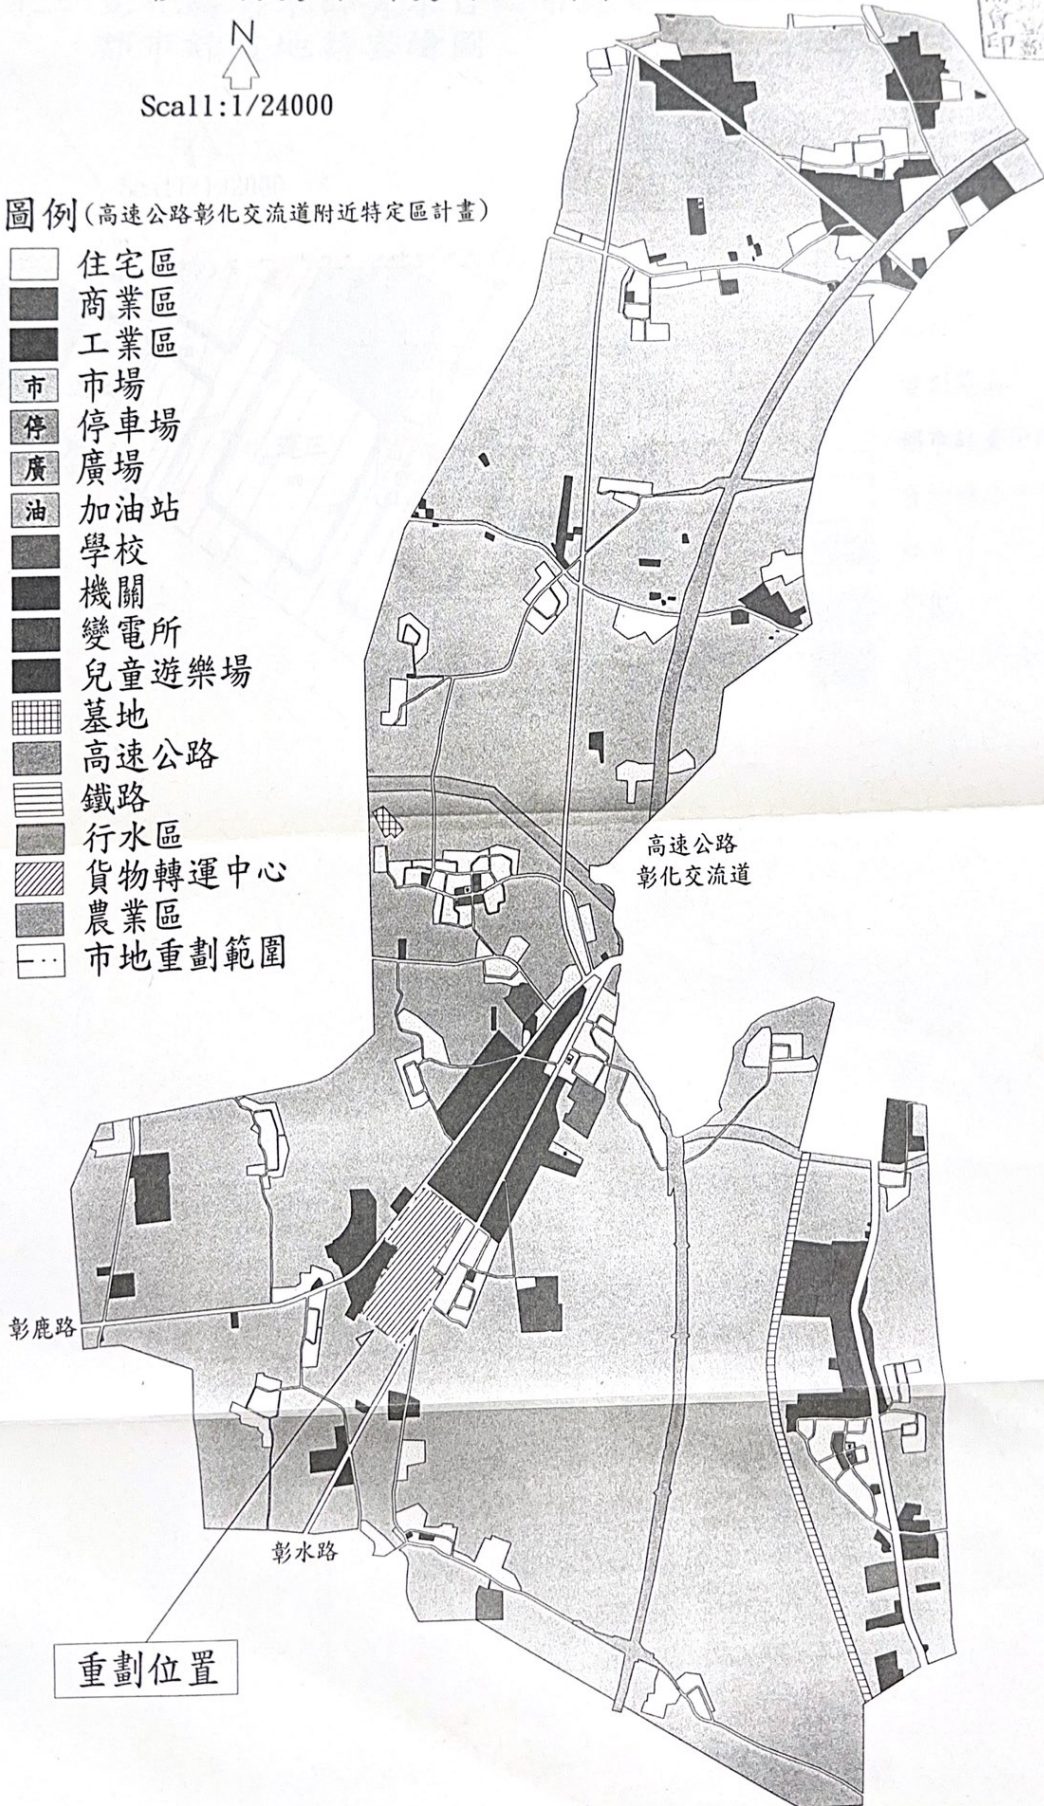 N
Scall:1/24000
圖例(高速公路彰化交流道附近特定區計畫)
住宅區
商業區
工業區
市 市場
停 停車場
廣 廣場
油 加油站
學校
機關
變電所
兒童遊樂場
墓地
高速公路
鐵路
行水區
貨物轉運中心
農業區
市地重劃範圍
高速公路
彰化交流道
彰鹿路
彰水路
重劃位置